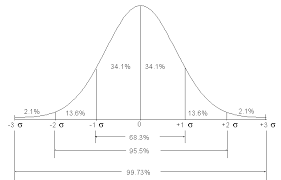 34.1% 34.1%
2.1% 13.6% 13.6% 2.1%
-3 σ -2 σ -1 σ 0 +1 σ +2 σ +3 σ
68.3%
95.5%
99.73%